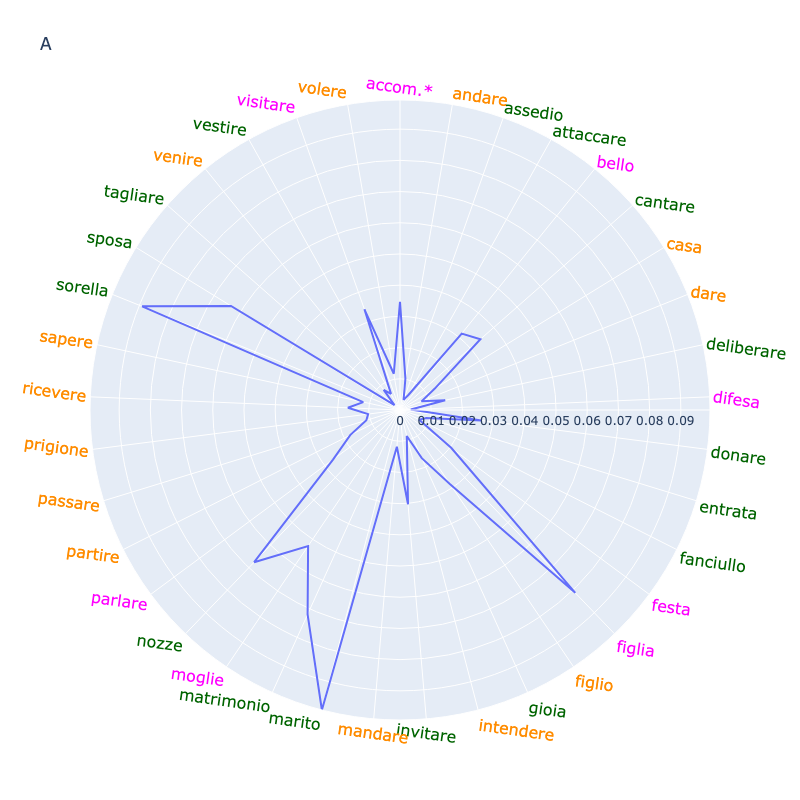 A
accom.*
andare
assedio
attaccare
bello
cantare
casa
dare
deliberare
difesa
donare
entrata
fanciullo
festa
figlia
figlio
gioia
intendere
invitare
mandare
marito
matrimonio
moglie
nozze
parlare
partire
passare
prigione
ricevere
sapere
sorella
sposa
tagliare
venire
vestire
visitare
volere
0 0.01 0.02 0.03 0.04 0.05 0.06 0.07 0.08 0.09